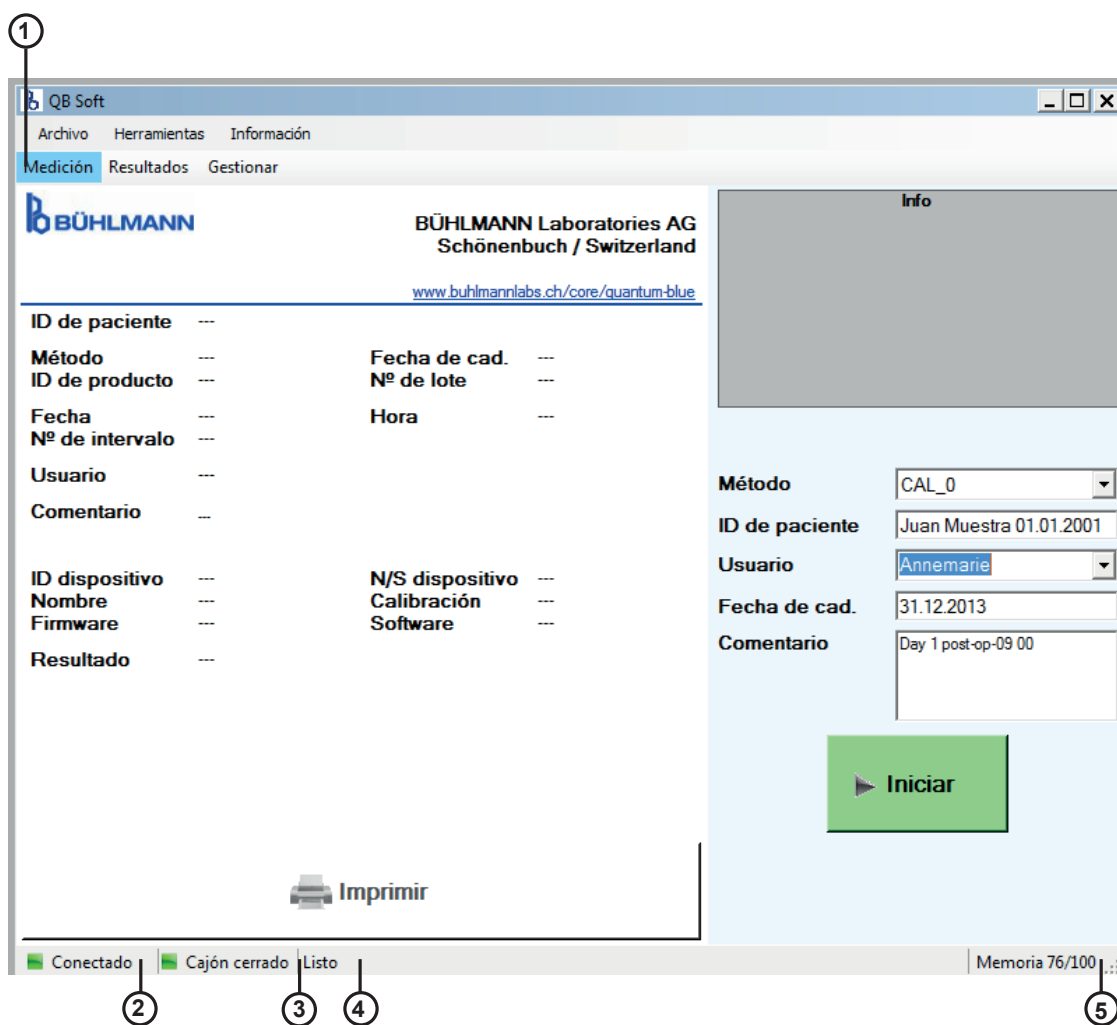 1
QB Soft
Archivo Herramientas Información
Medición Resultados Gestionar
BÜHLMANN
BÜHLMANN Laboratories AG
Schönenbuch / Switzerland
www.buhlmannlabs.ch/core/quantum-blue
ID de paciente ---
Método --- Fecha de cad. ---
ID de producto --- Nº de lote ---
Fecha --- Hora ---
Nº de intervalo ---
Usuario ---
Comentario ---
ID dispositivo --- N/S dispositivo ---
Nombre --- Calibración ---
Firmware --- Software ---
Resultado ---
Imprimir
Info
Método CAL_0
ID de paciente Juan Muestra 01.01.2001
Usuario Annemarie
Fecha de cad. 31.12.2013
Comentario Day 1 post-op-09 00
Iniciar
Conectado Cajón cerrado Listo Memoria 76/100
2 3 4 5